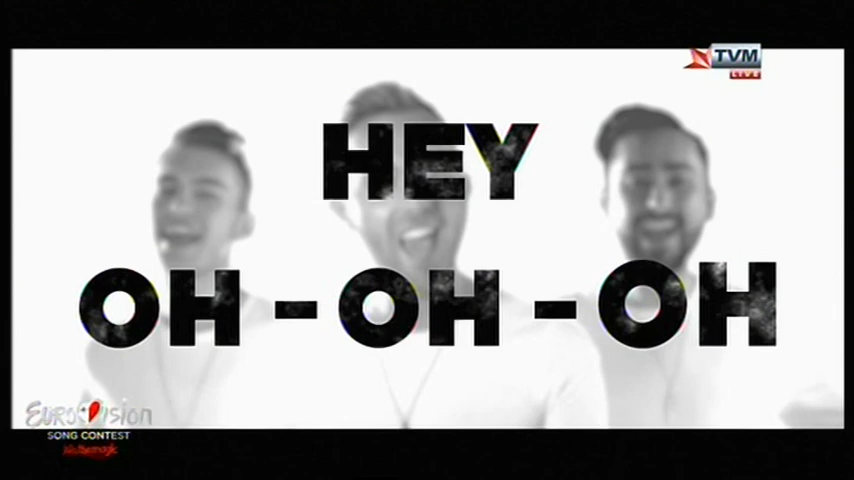 TVM
LIVE
HEY
OH-OH-OH
EUROVISION
SONG CONTEST